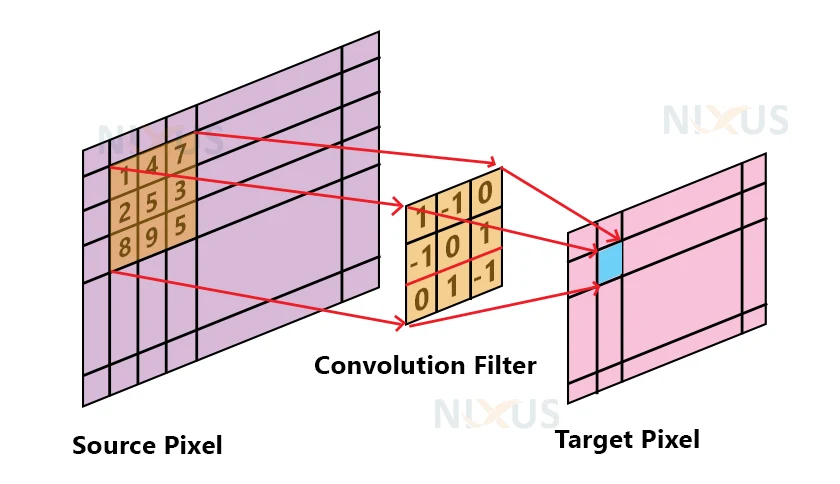 NIXUS
NIXUS
1 4 7
2 5 3
8 9 5
1 -1 0
-1 0 1
0 1 -1
Convolution Filter
NIXUS
Source Pixel
Target Pixel